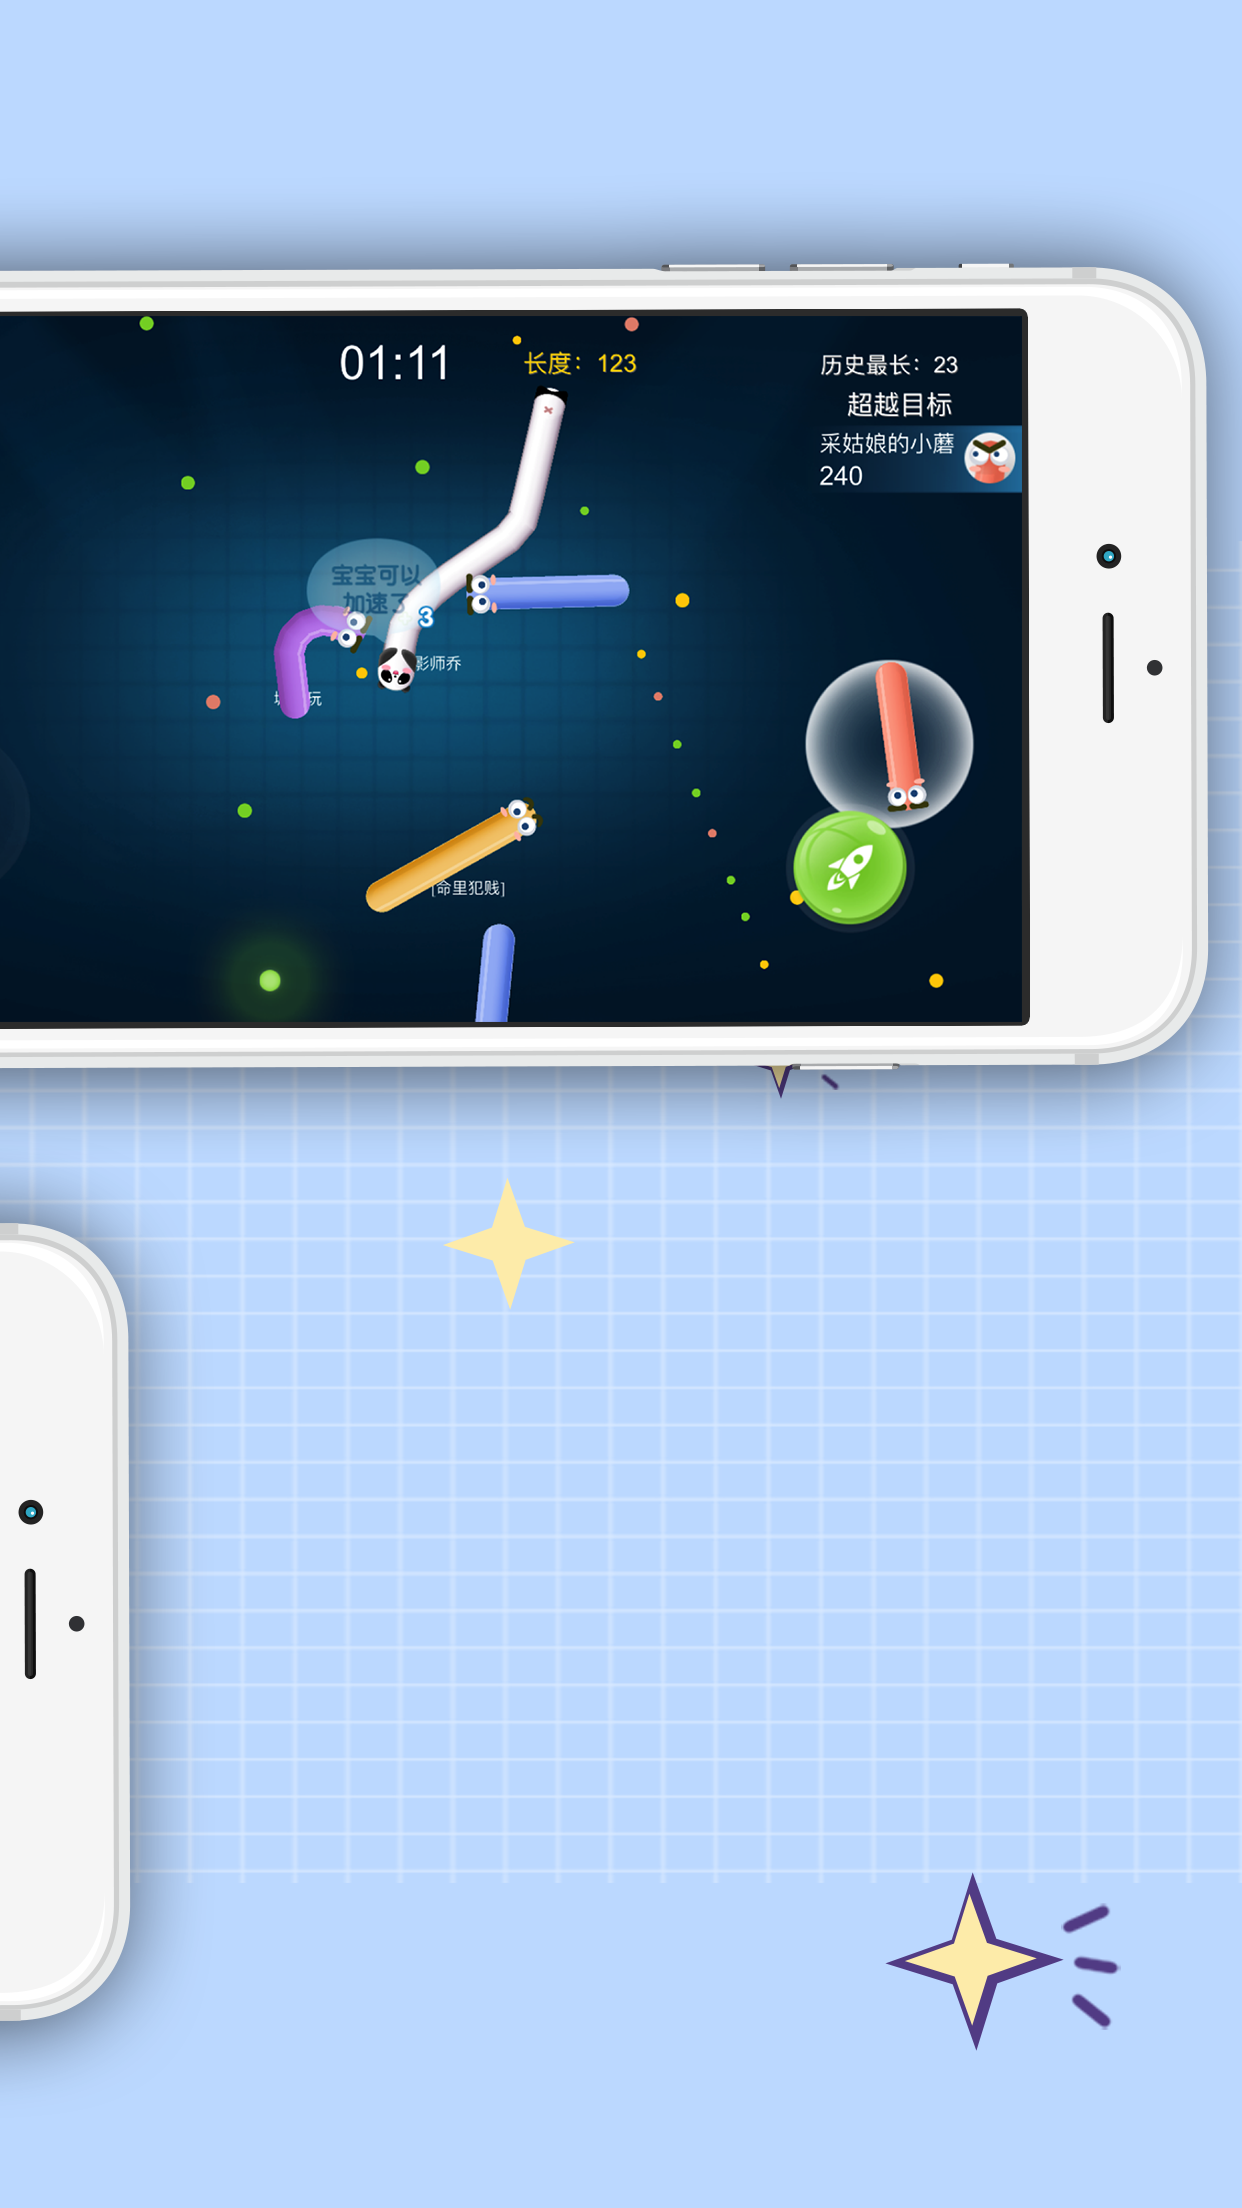 01:11
长度：123
历史最长：23
超越目标
采姑娘的小蘑
240
宝宝可以
加速了
3
影师乔
玩
[命里犯贱]